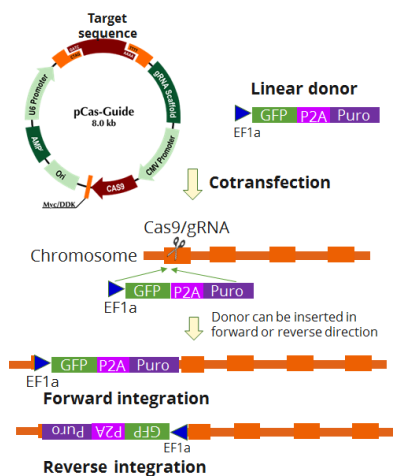 Target
sequence
U6 Promoter
gRNA Scaffold
pCas-Guide
8.0 kb
AMP
CMV Promoter
Ori
CAS9
Myc/DDK
Linear donor
GFP P2A Puro
EF1a
Cotransfection
Cas9/gRNA
Chromosome
GFP P2A Puro
EF1a
Donor can be inserted in
forward or reverse direction
GFP P2A Puro
EF1a
Forward integration
Puro P2A GFP
EF1a
Reverse integration